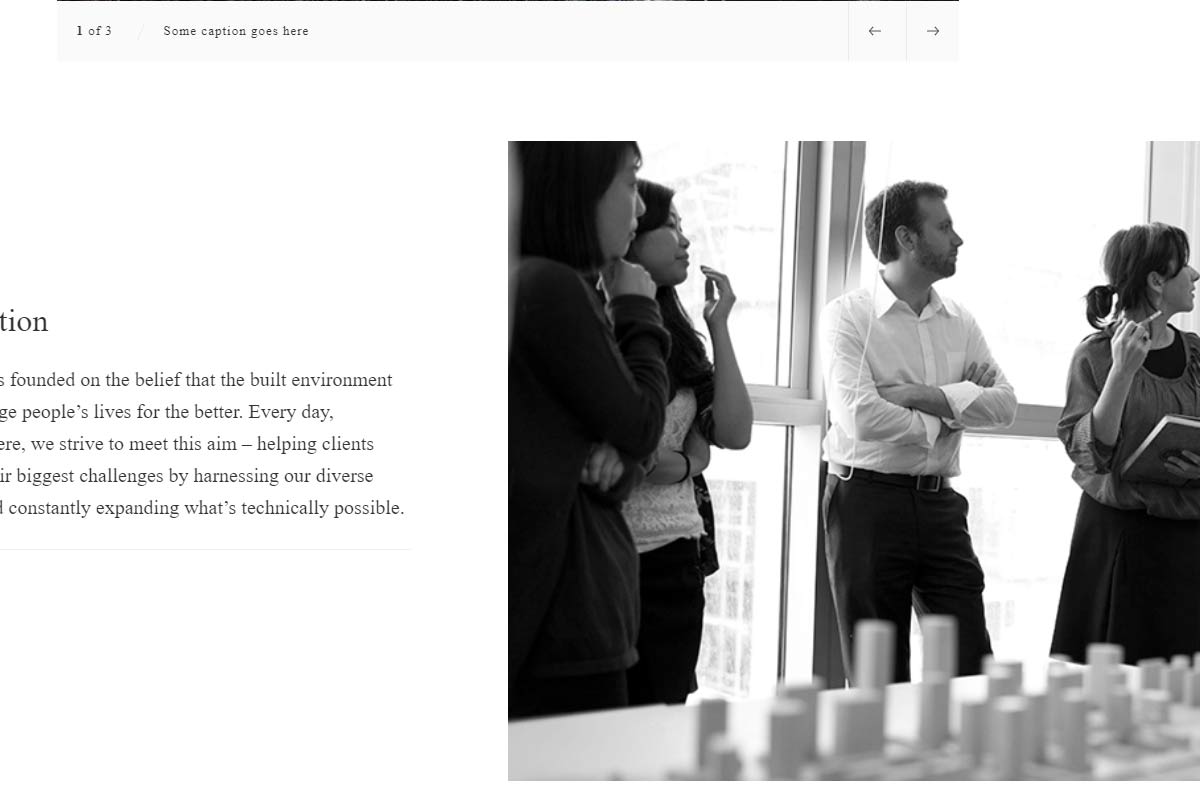 1 of 3 / Some caption goes here
tion
s founded on the belief that the built environment
ge people’s lives for the better. Every day,
ere, we strive to meet this aim – helping clients
ir biggest challenges by harnessing our diverse
d constantly expanding what’s technically possible.